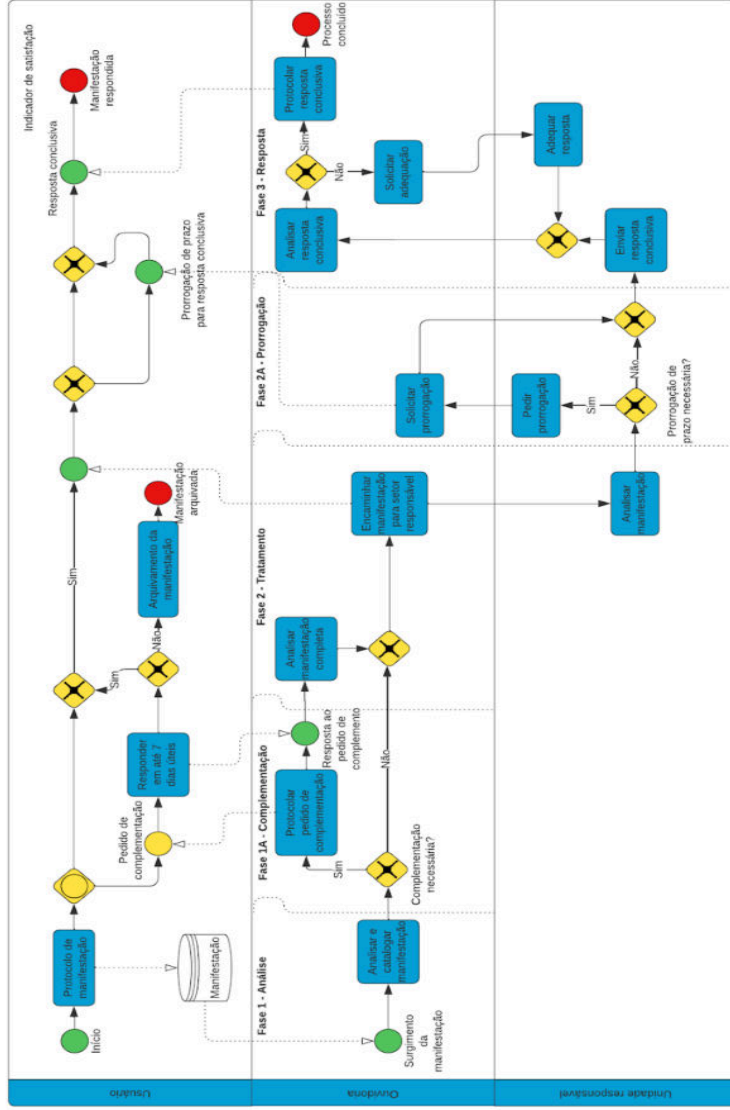 Usuário
Início
Protocolo de
manifestação
Manifestação
Pedido de
complementação
Responder
em até 7
dias úteis
Sim
Não
Sim
Arquivamento da
manifestação
Manifestação
arquivada
Prorrogação de prazo
para resposta conclusiva
Resposta conclusiva
Indicador de satisfação
Manifestação
respondida
Ouvidoria
Fase 1 - Análise
Surgimento
da
manifestação
Analisar e
catalogar
manifestação
Complementação
necessária?
Sim
Não
Fase 1A - Complementação
Protocolar
pedido de
complementação
Resposta ao
pedido de
complemento
Fase 2 - Tratamento
Analisar
manifestação
completa
Encaminhar
manifestação
para setor
responsável
Fase 2A - Prorrogação
Solicitar
prorrogação
Fase 3 - Resposta
Analisar
resposta
conclusiva
Sim
Não
Solicitar
adequação
Protocolar
resposta
conclusiva
Processo
concluído
Unidade responsável
Analisar
manifestação
Prorrogação de
prazo necessária?
Sim
Não
Pedir
prorrogação
Enviar
resposta
conclusiva
Adequar
resposta